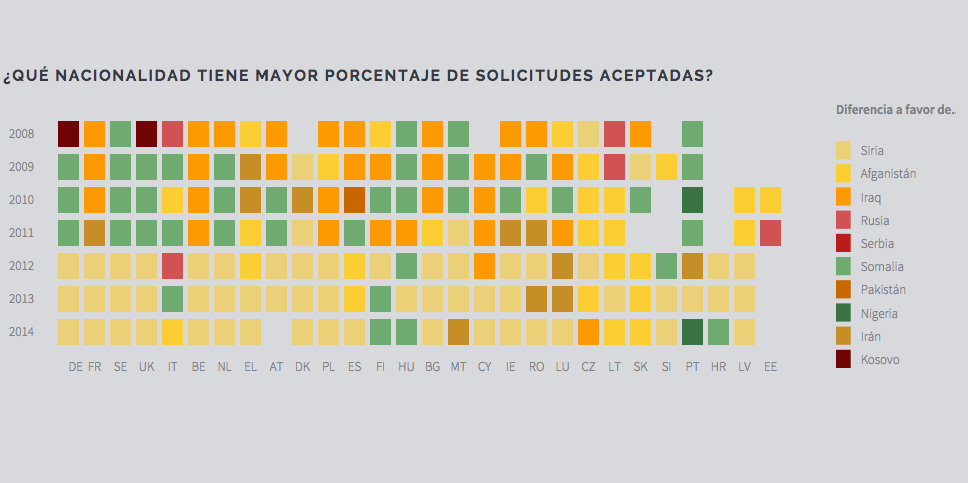 ¿QUÉ NACIONALIDAD TIENE MAYOR PORCENTAJE DE SOLICITUDES ACEPTADAS?
Diferencia a favor de..
2008
2009
2010
2011
2012
2013
2014
DE FR SE UK IT BE NL EL AT DK PL ES FI HU BG MT CY IE RO LU CZ LT SK SI PT HR LV EE
Siria
Afganistán
Iraq
Rusia
Serbia
Somalia
Pakistán
Nigeria
Irán
Kosovo